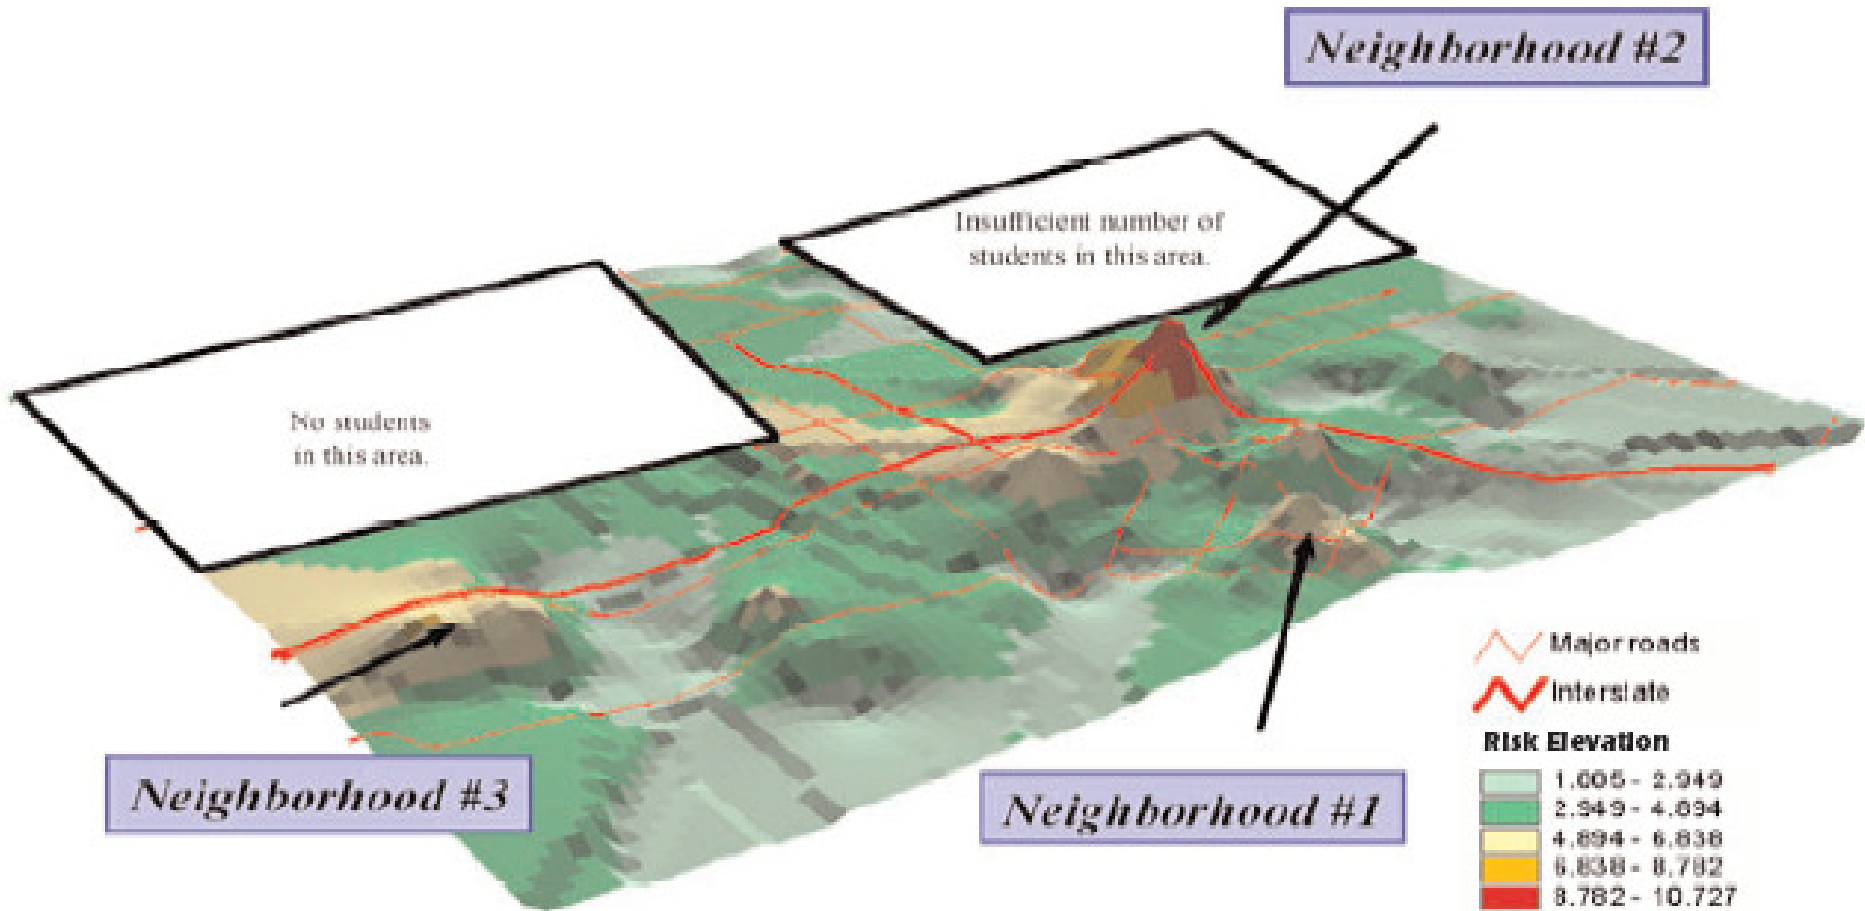 Neighborhood #2
Insufficient number of
students in this area.
No students
in this area.
Neighborhood #3
Neighborhood #1
Major roads
Interstate
Risk Elevation
1.005 - 2.949
2.949 - 4.894
4.894 - 6.838
6.838 - 8.782
8.782 - 10.727